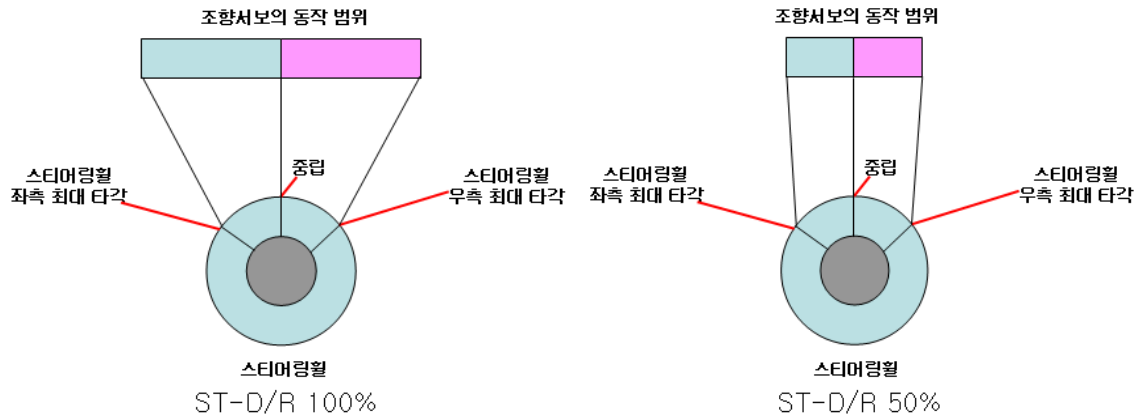 조향서보의 동작 범위
중립
스티어링휠
좌측 최대 타각
스티어링휠
우측 최대 타각
스티어링휠
ST-D/R 100%
조향서보의 동작 범위
중립
스티어링휠
좌측 최대 타각
스티어링휠
우측 최대 타각
스티어링휠
ST-D/R 50%